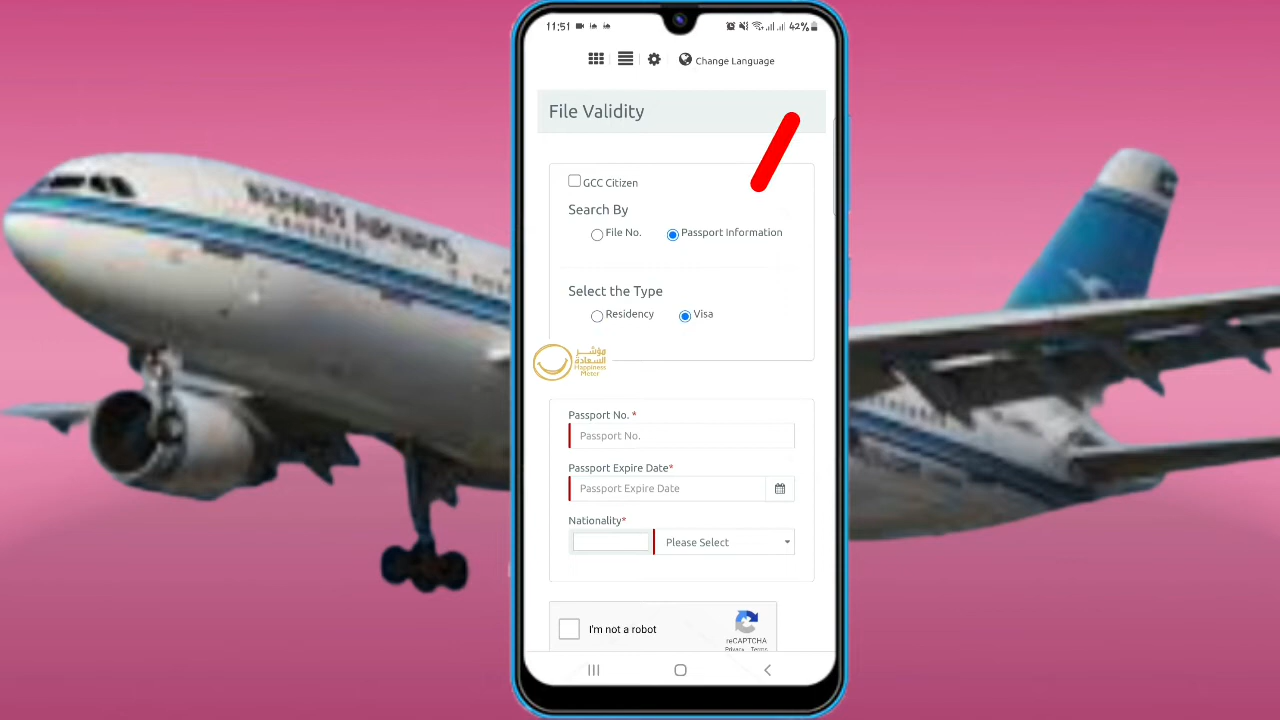 11:51
42%
Change Language
File Validity
GCC Citizen
Search By
File No.
Passport Information
Select the Type
Residency
Visa
مؤشر
السعادة
Happiness
Meter
Passport No. *
Passport No.
Passport Expire Date*
Passport Expire Date
Nationality*
Please Select
I'm not a robot
reCAPTCHA
Privacy - Terms